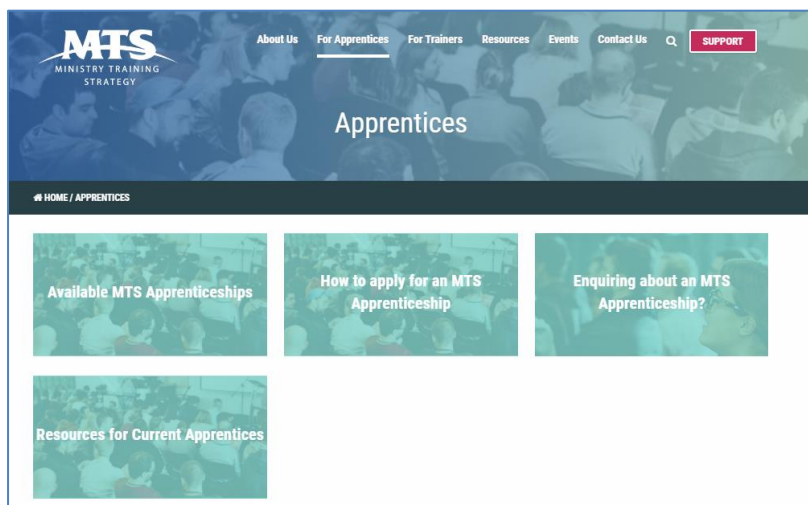 MTS
MINISTRY TRAINING
STRATEGY
About Us For Apprentices For Trainers Resources Events Contact Us SUPPORT
Apprentices
HOME / APPRENTICES
Available MTS Apprenticeships
How to apply for an MTS
Apprenticeship
Enquiring about an MTS
Apprenticeship?
Resources for Current Apprentices